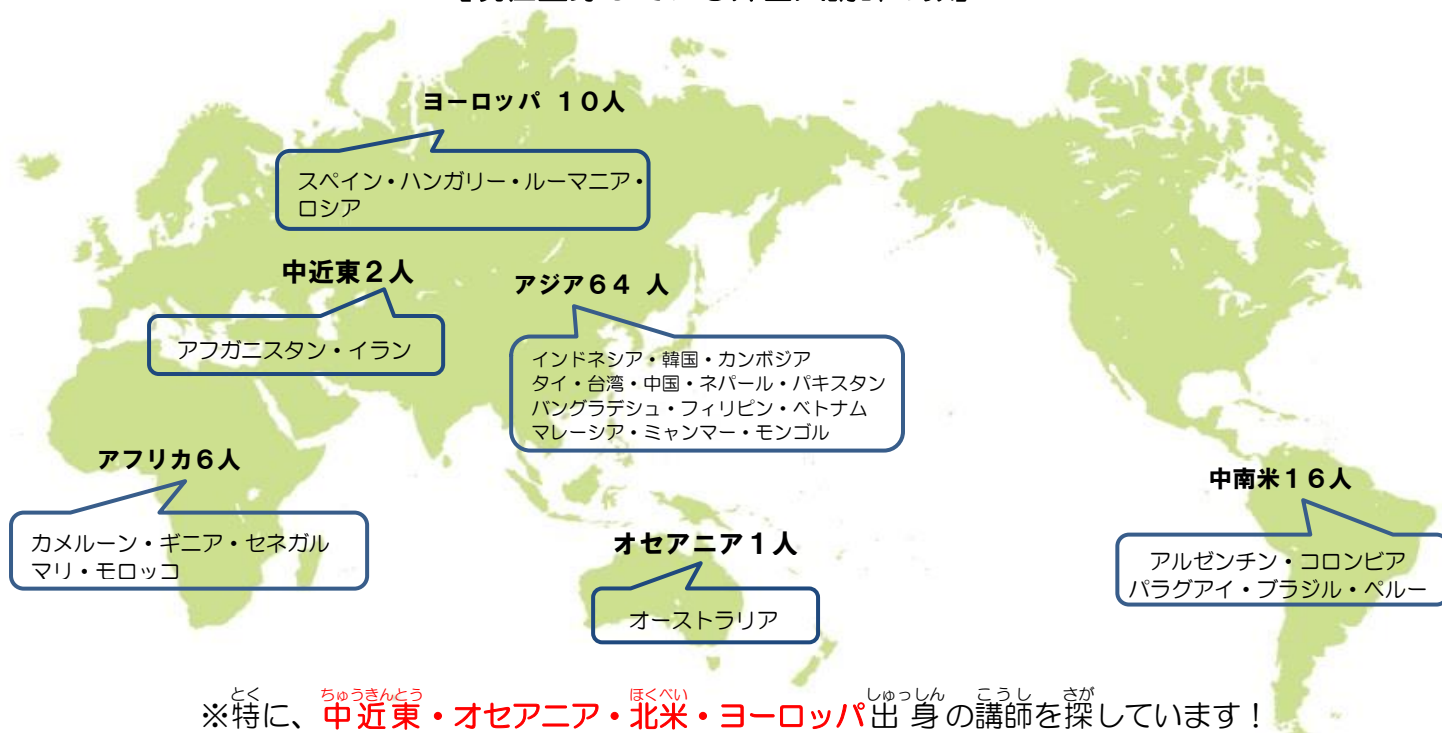 ヨーロッパ １０人
スペイン・ハンガリー・ルーマニア・
ロシア
中近東２人
アフガニスタン・イラン
アジア６４ 人
インドネシア・韓国・カンボジア
タイ・台湾・中国・ネパール・パキスタン
バングラデシュ・フィリピン・ベトナム
マレーシア・ミャンマー・モンゴル
アフリカ６人
カメルーン・ギニア・セネガル
マリ・モロッコ
オセアニア１人
オーストラリア
中南米１６人
アルゼンチン・コロンビア
パラグアイ・ブラジル・ペルー
とく ちゅうきんとう ほくべい しゅっしん こうし さが
※特に、中近東・オセアニア・北米・ヨーロッパ出身の講師を探しています！